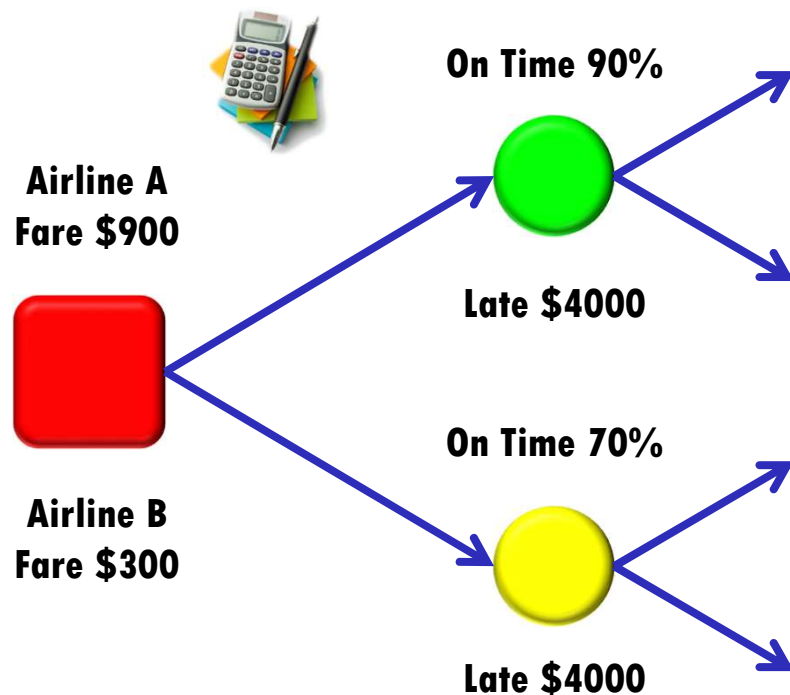 On Time 90%
Airline A
Fare $900
Late $4000
On Time 70%
Airline B
Fare $300
Late $4000